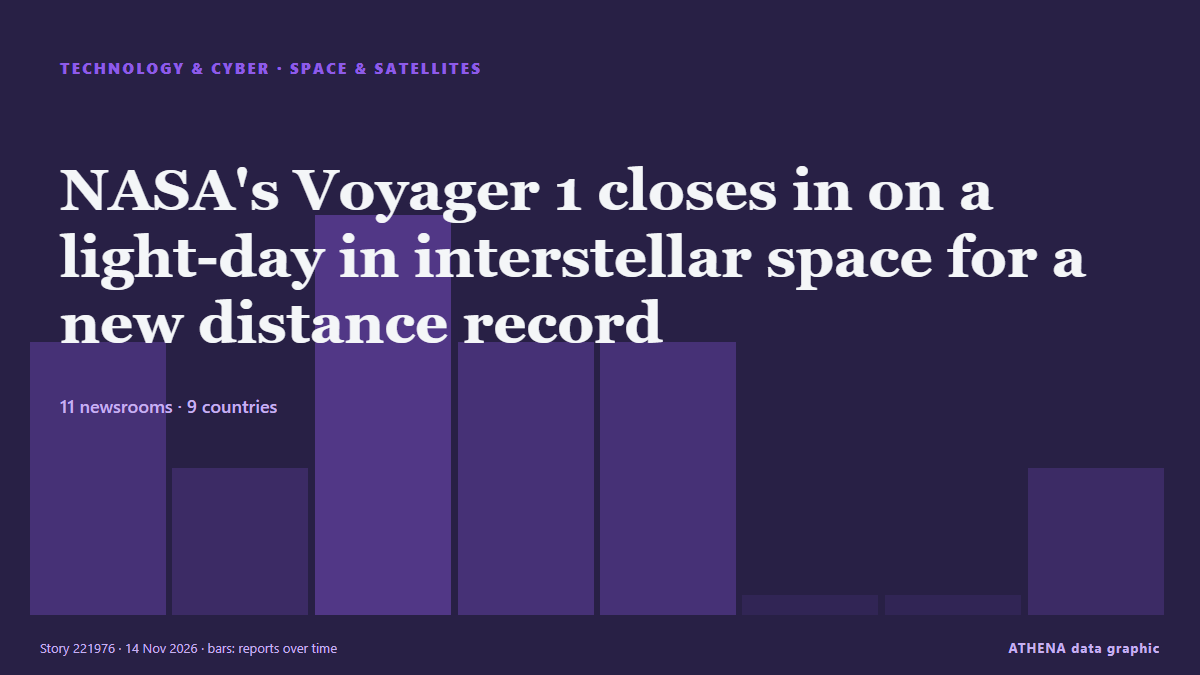 TECHNOLOGY & CYBER · SPACE & SATELLITES
NASA's Voyager 1 closes in on a
light-day in interstellar space for a
new distance record
11 newsrooms · 9 countries
Story 221976 · 14 Nov 2026 · bars: reports over time
ATHENA data graphic